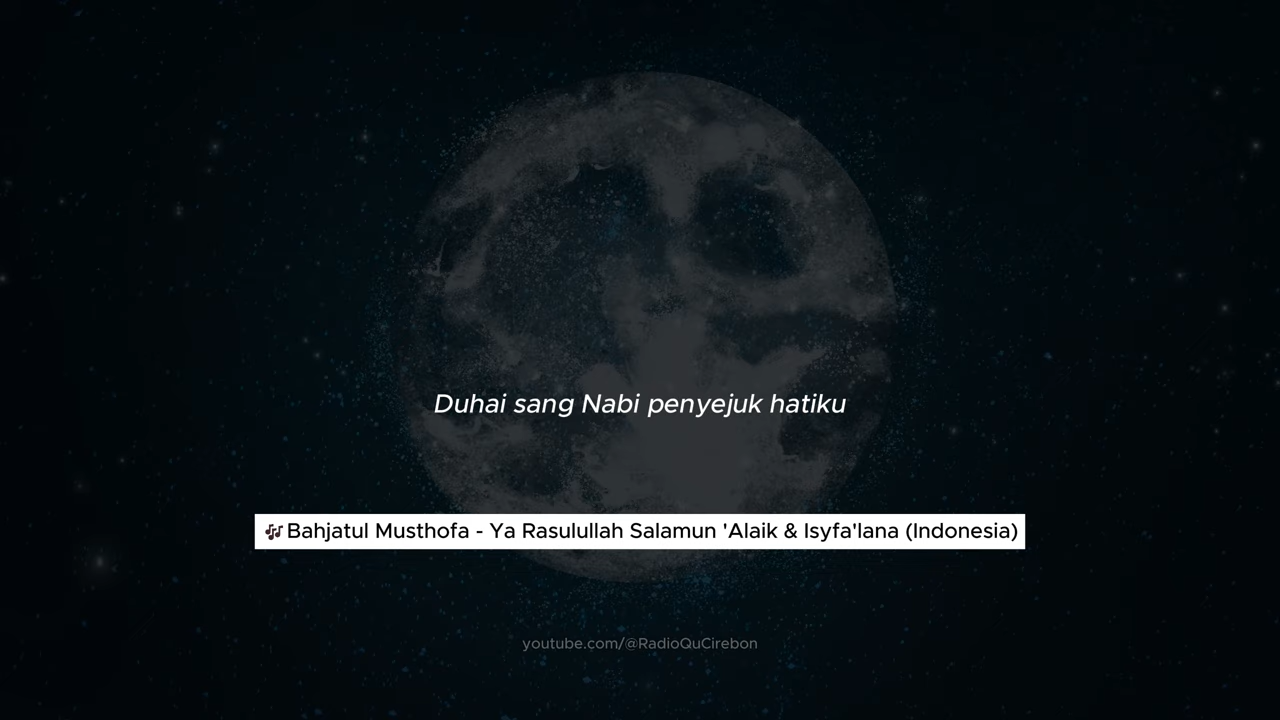 Duhai sang Nabi penyejuk hatiku
🎶Bahjatul Musthofa - Ya Rasulullah Salamun 'Alaik & Isyfa'lana (Indonesia)
youtube.com/@RadioQuCirebon